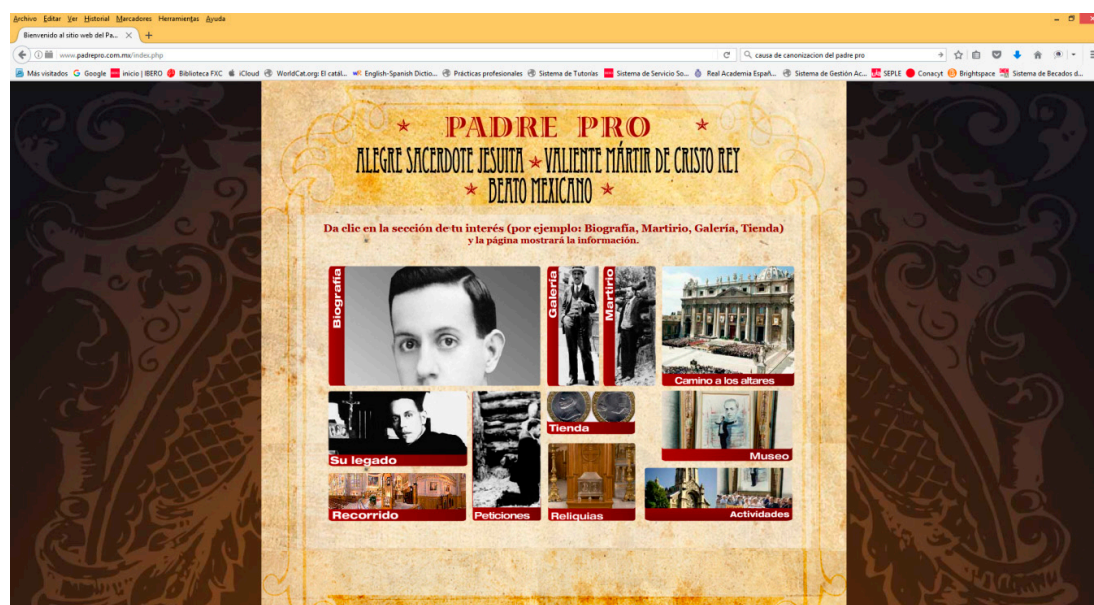 Archivo Editar Ver Historial Marcadores Herramientas Ayuda
Bienvenido al sitio web del Pa...
www.padrepro.com.mx/index.php
causa de canonizacion del padre pro
Más visitados Google inicio | IBERO Biblioteca FXC iCloud WorldCat.org: El catál... English-Spanish Dictio... Prácticas profesionales Sistema de Tutorías Sistema de Servicio So... Real Academia Españ... Sistema de Gestión Ac... SEPLE Conacyt Brightspace Sistema de Becados d...
PADRE PRO
ALEGRE SACERDOTE JESUITA ★ VALIENTE MÁRTIR DE CRISTO REY
★ BEATO MEXICANO ★
Da clic en la sección de tu interés (por ejemplo: Biografía, Martirio, Galería, Tienda)
y la página mostrará la información.
Biografía
Galería
Martirio
Camino a los altares
Su legado
Tienda
Museo
Recorrido
Peticiones
Reliquias
Actividades